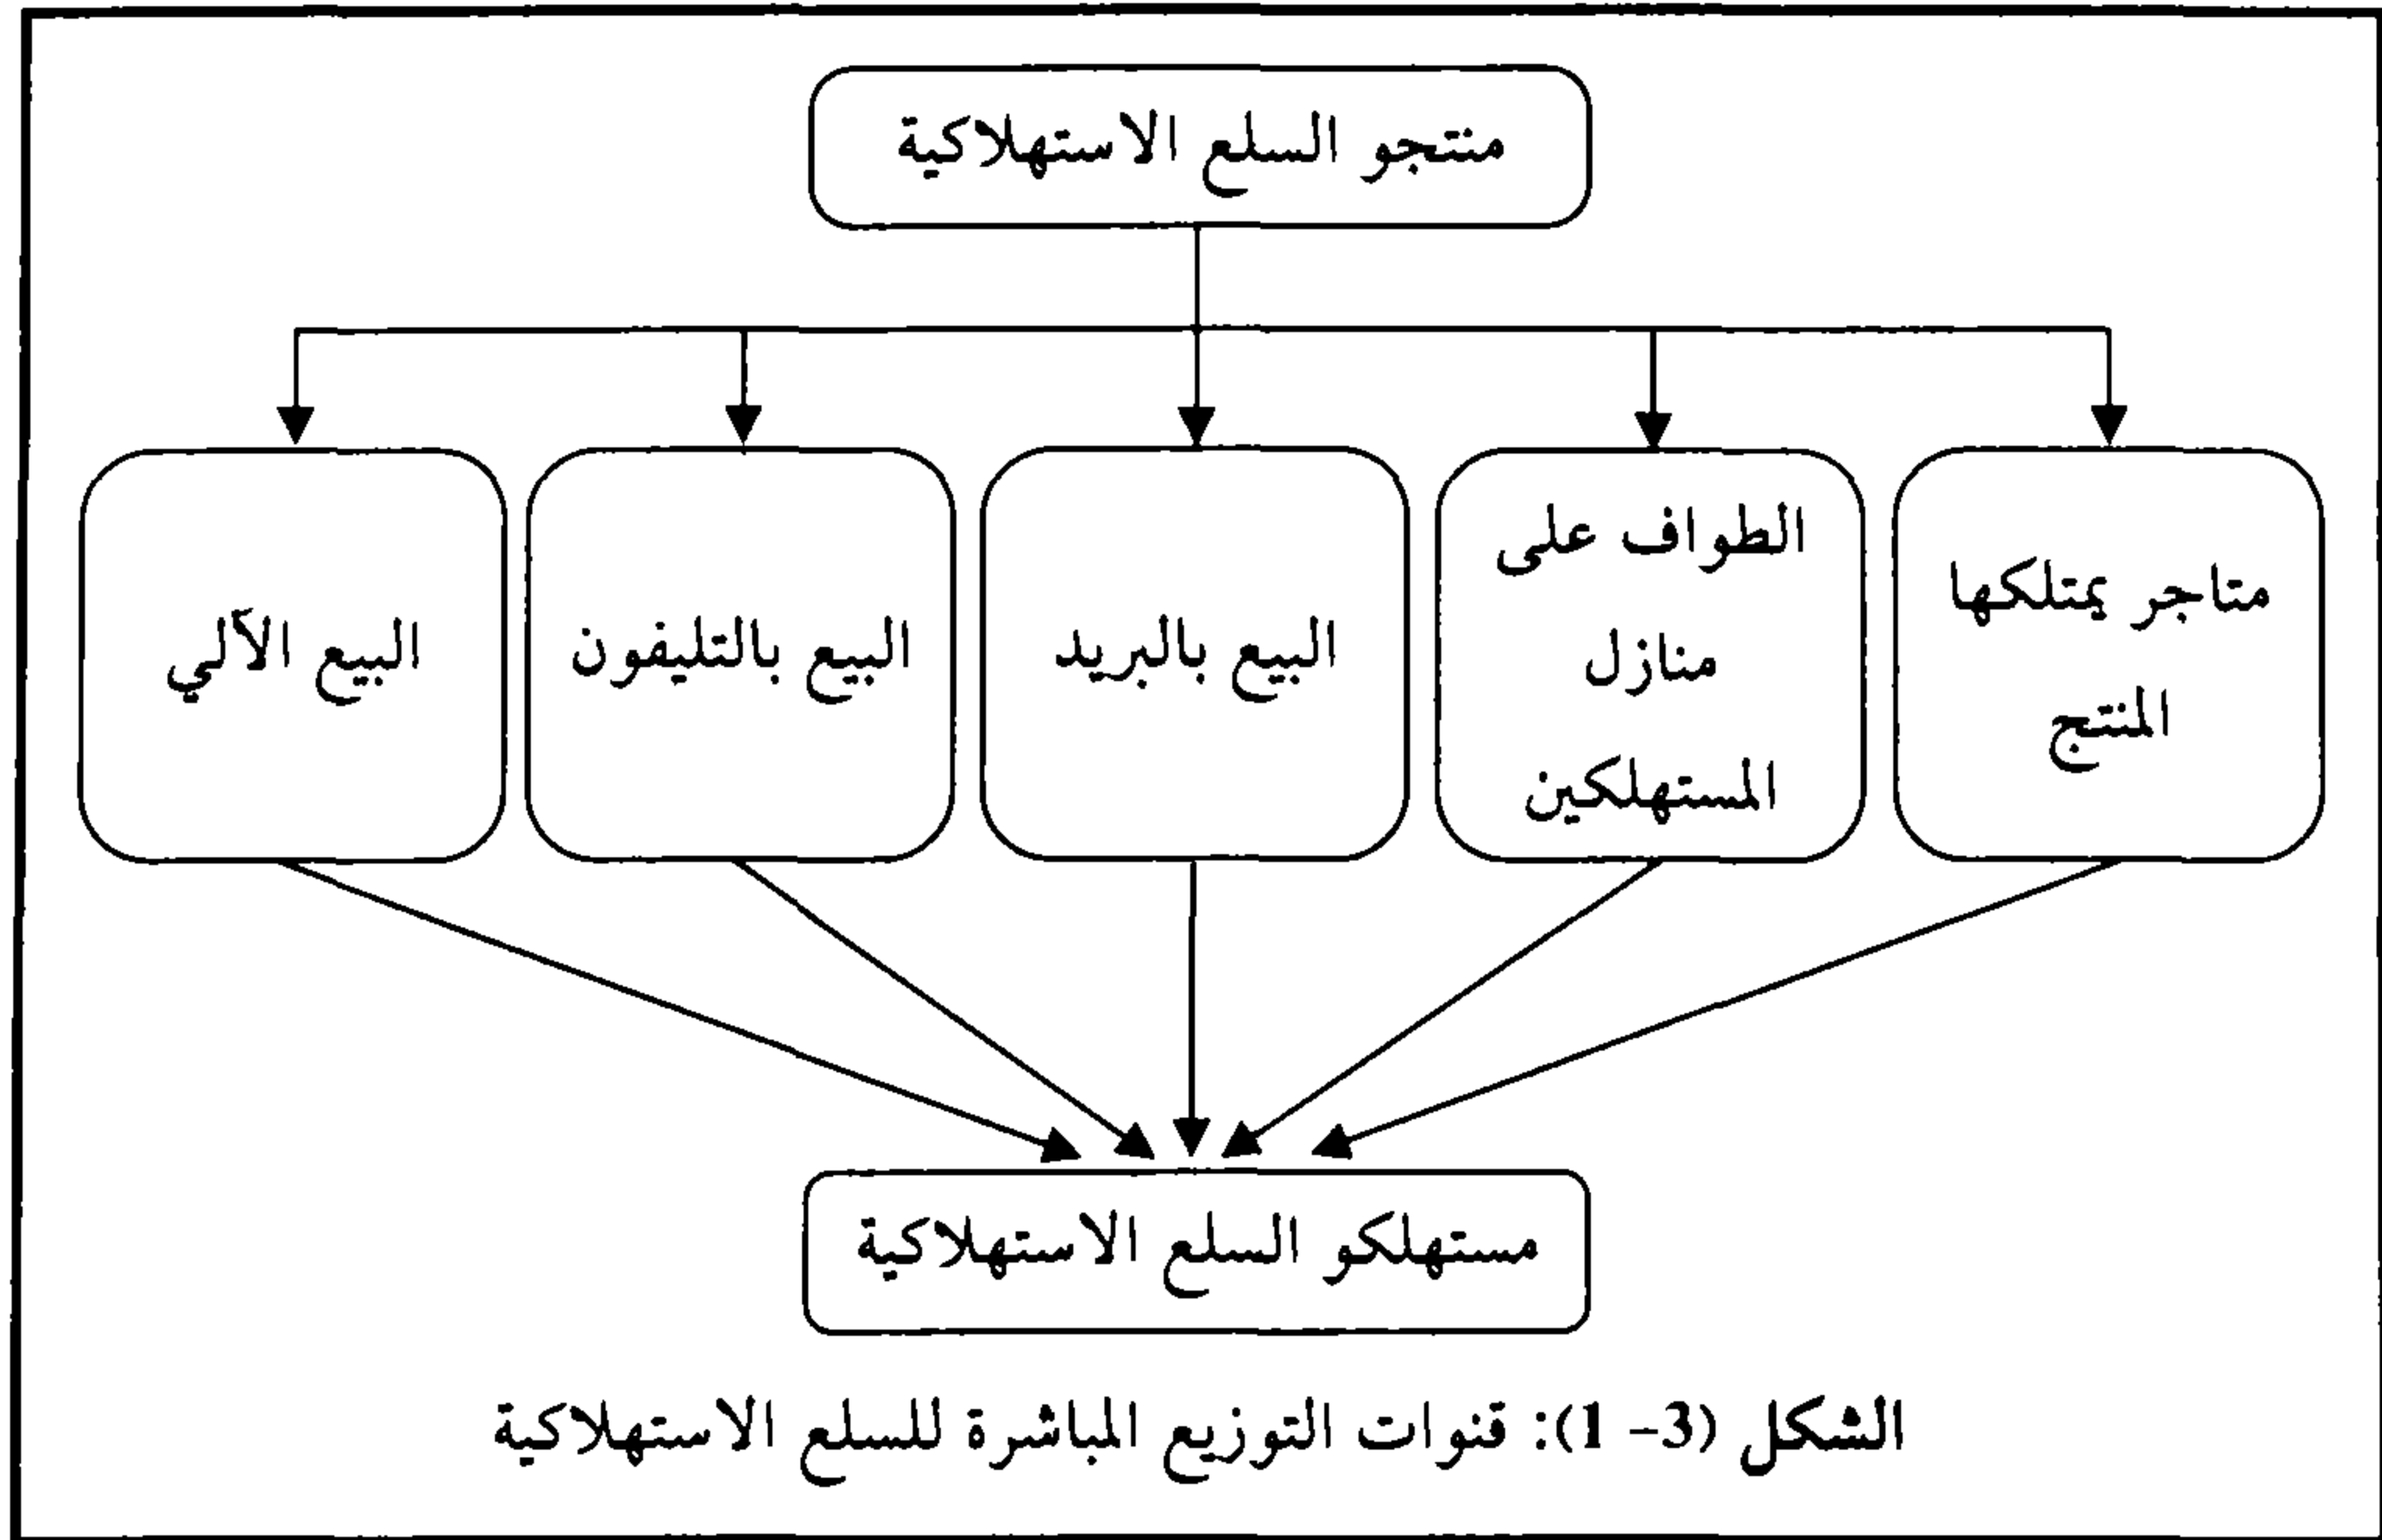 منتجو السلع الاستهلاكية
متاجر يمتلكها
المنتج
الطواف على
منازل
المستهلكين
البيع بالبريد
البيع بالتليفون
البيع الآلي
مستهلكو السلع الاستهلاكية
الشكل (3- 1): قنوات التوزيع المباشرة للسلع الاستهلاكية